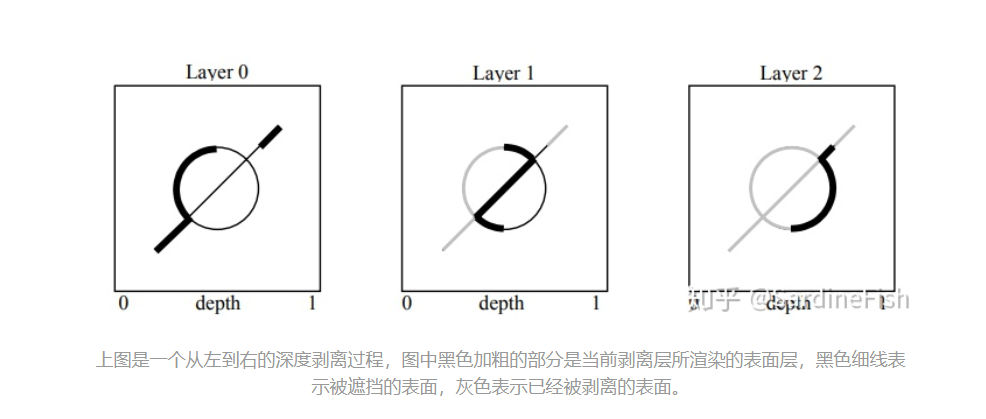 Layer 0 Layer 1 Layer 2
0 depth 1 0 depth 1 0 depth 1
知乎 @SardineFish
上图是一个从左到右的深度剥离过程，图中黑色加粗的部分是当前剥离层所渲染的表面层，黑色细线表
示被遮挡的表面，灰色表示已经被剥离的表面。